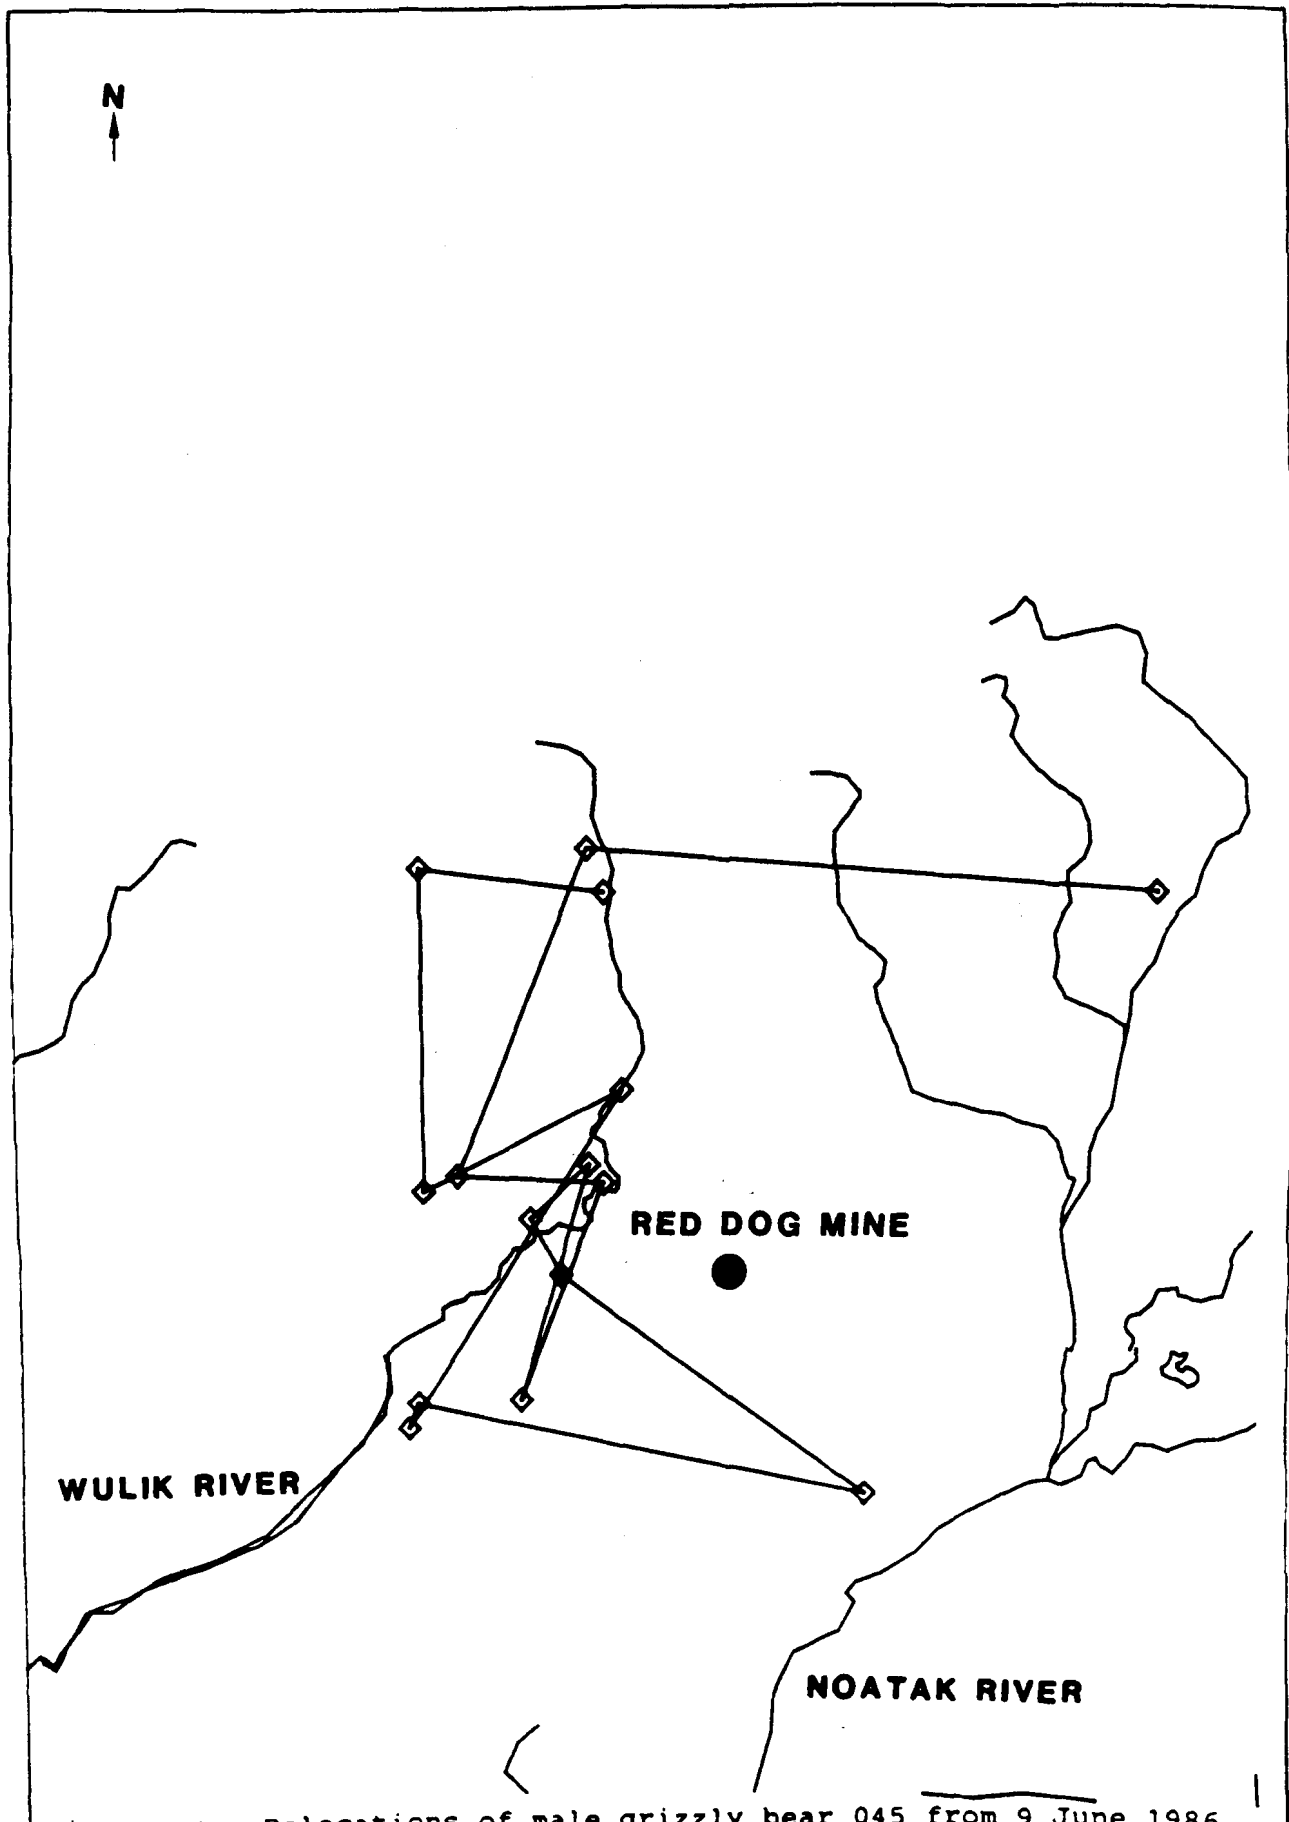 N
RED DOG MINE
WULIK RIVER
NOATAK RIVER
Relocations of male grizzly bear 045 from 9 June 1986